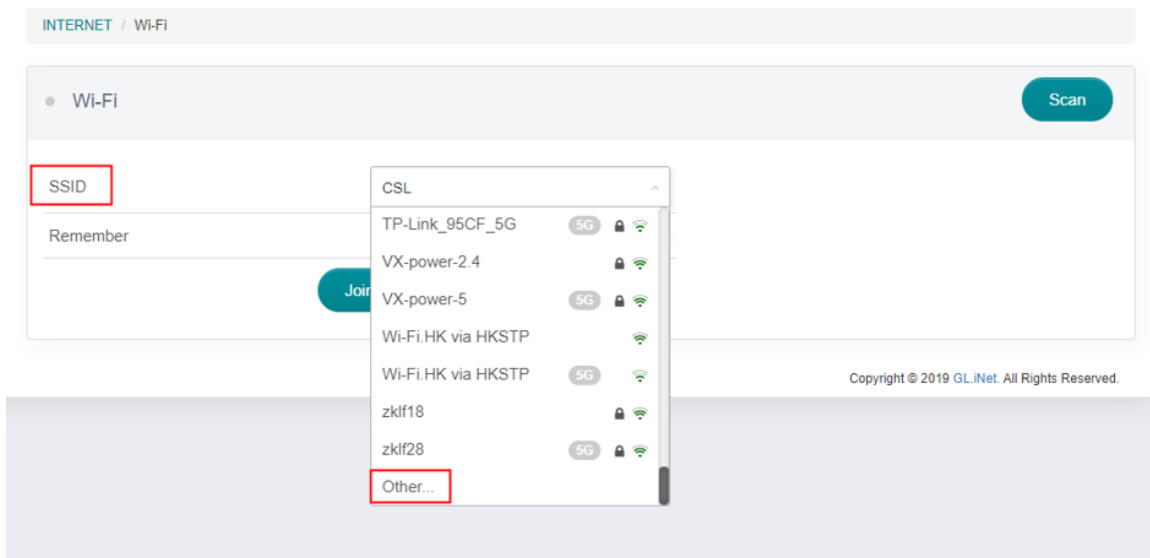 INTERNET / Wi-Fi
Wi-Fi
Scan
SSID
CSL
TP-Link_95CF_5G 5G
Remember
VX-power-2.4
Join
VX-power-5 5G
Wi-Fi.HK via HKSTP
Wi-Fi.HK via HKSTP 5G
Copyright © 2019 GL.iNet. All Rights Reserved.
zklf18
zklf28 5G
Other...